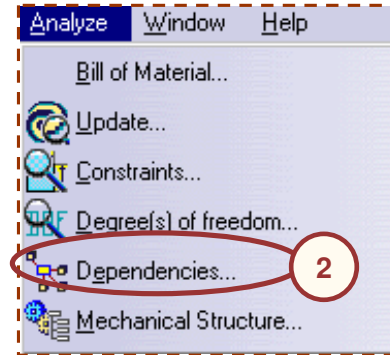 Analyze Window Help
Bill of Material...
Update...
Constraints...
Degree(s) of freedom...
Dependencies... 2
Mechanical Structure...